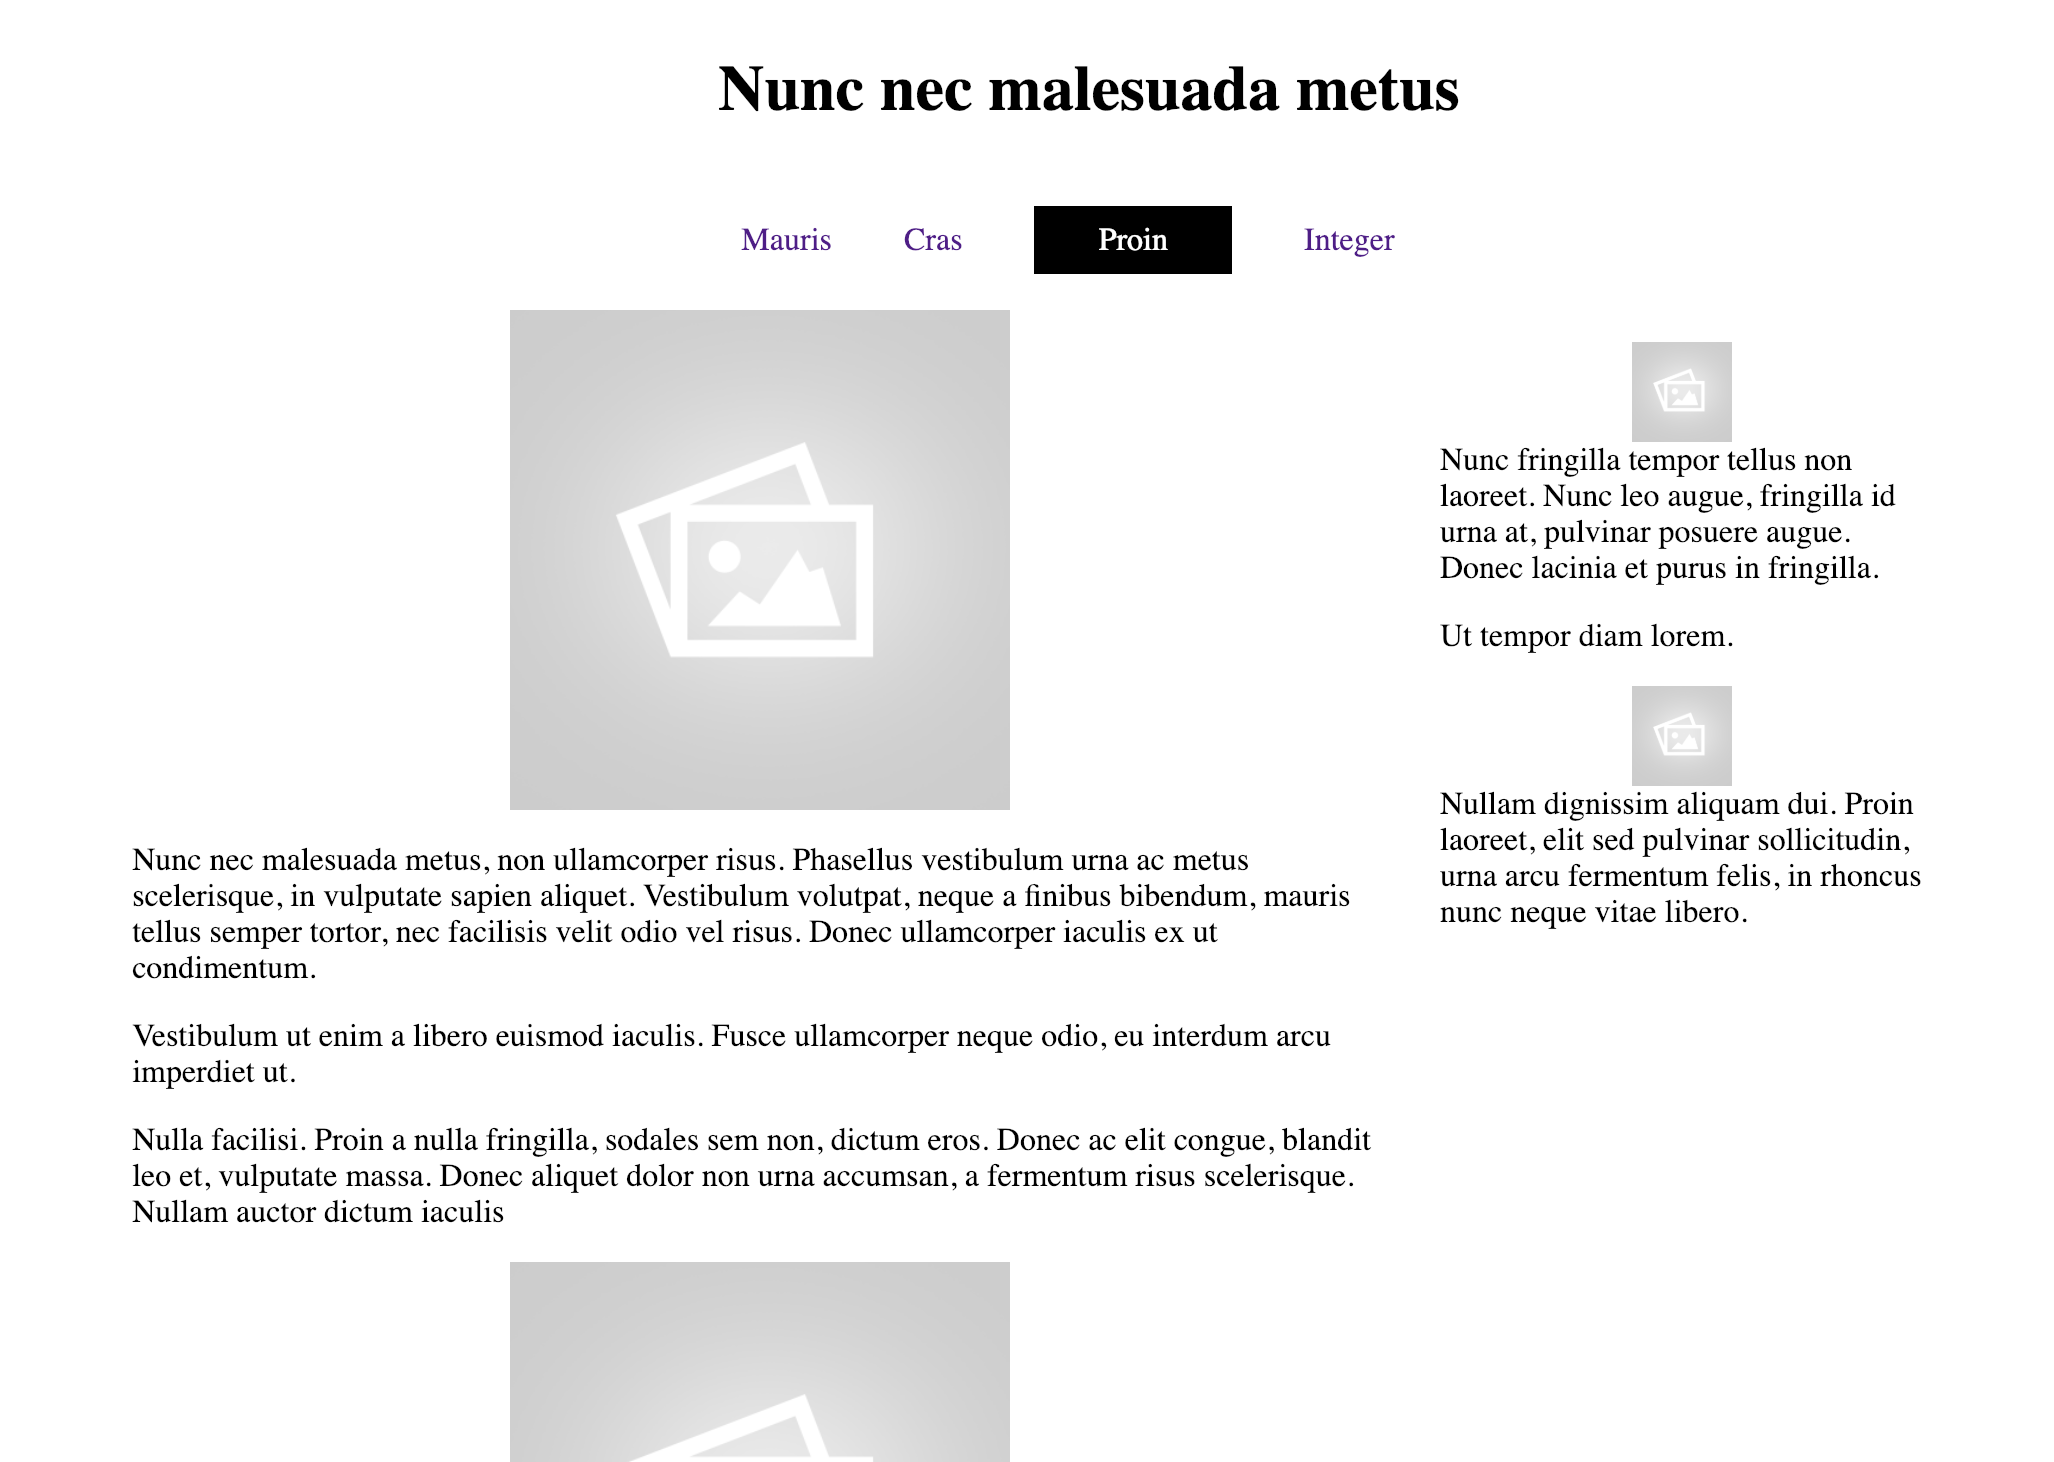 Nunc nec malesuada metus
Mauris Cras Proin Integer
Nunc nec malesuada metus, non ullamcorper risus. Phasellus vestibulum urna ac metus
scelerisque, in vulputate sapien aliquet. Vestibulum volutpat, neque a finibus bibendum, mauris
tellus semper tortor, nec facilisis velit odio vel risus. Donec ullamcorper iaculis ex ut
condimentum.
Vestibulum ut enim a libero euismod iaculis. Fusce ullamcorper neque odio, eu interdum arcu
imperdiet ut.
Nulla facilisi. Proin a nulla fringilla, sodales sem non, dictum eros. Donec ac elit congue, blandit
leo et, vulputate massa. Donec aliquet dolor non urna accumsan, a fermentum risus scelerisque.
Nullam auctor dictum iaculis
Nunc fringilla tempor tellus non
laoreet. Nunc leo augue, fringilla id
urna at, pulvinar posuere augue.
Donec lacinia et purus in fringilla.
Ut tempor diam lorem.
Nullam dignissim aliquam dui. Proin
laoreet, elit sed pulvinar sollicitudin,
urna arcu fermentum felis, in rhoncus
nunc neque vitae libero.